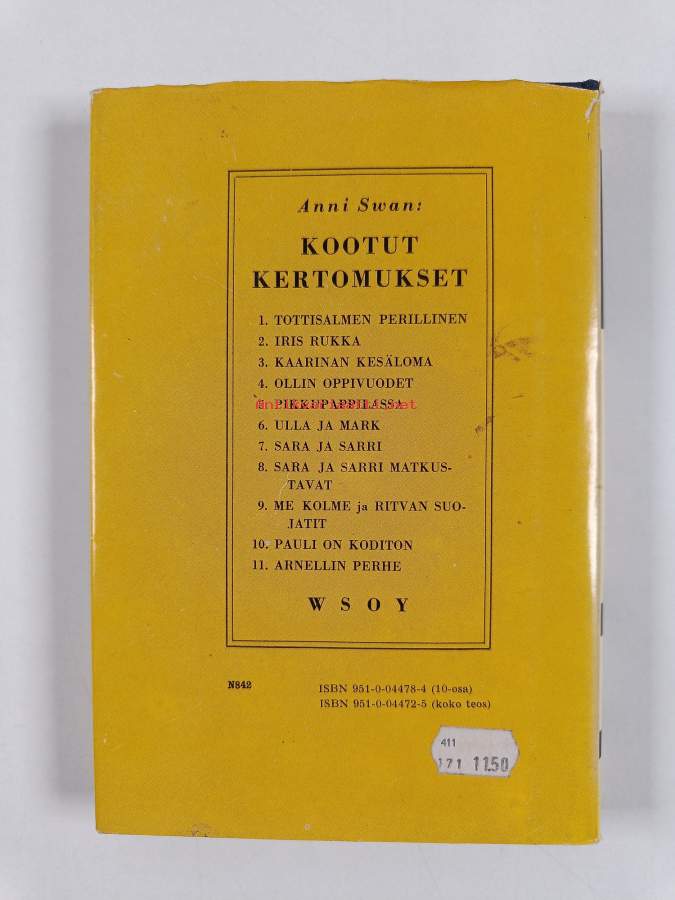 Anni Swan:
KOOTUT
KERTOMUKSET
1. TOTTISALMEN PERILLINEN
2. IRIS RUKKA
3. KAARINAN KESÄLOMA
4. OLLIN OPPIVUODET
5. PIKKUPAPPILASSA
6. ULLA JA MARK
7. SARA JA SARRI
8. SARA JA SARRI MATKUS-
TAVAT
9. ME KOLME ja RITVAN SUO-
JATIT
10. PAULI ON KODITON
11. ARNELLIN PERHE
WSOY
N842
ISBN 951-0-04478-4 (10-osa)
ISBN 951-0-04472-5 (koko teos)
411
171 11.50